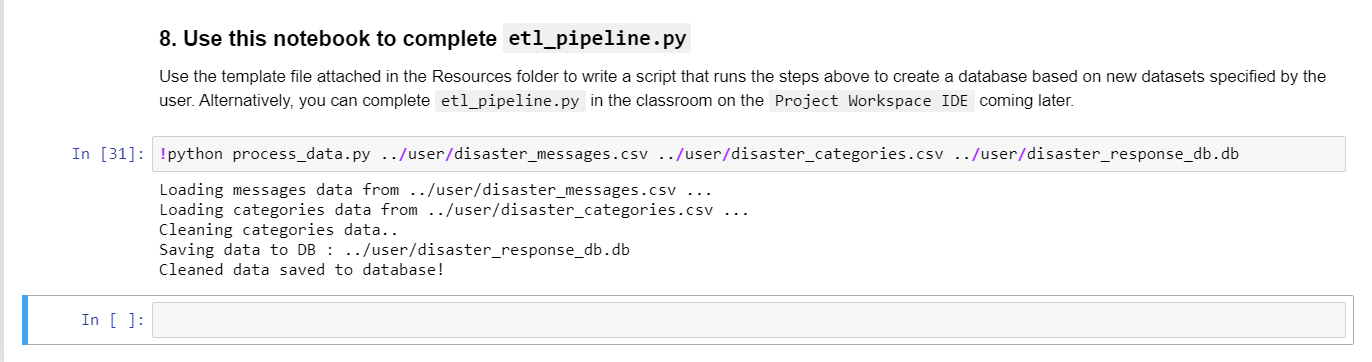 8. Use this notebook to complete etl_pipeline.py
Use the template file attached in the Resources folder to write a script that runs the steps above to create a database based on new datasets specified by the
user. Alternatively, you can complete etl_pipeline.py in the classroom on the Project Workspace IDE coming later.
In [31]: !python process_data.py ../user/disaster_messages.csv ../user/disaster_categories.csv ../user/disaster_response_db.db
Loading messages data from ../user/disaster_messages.csv ...
Loading categories data from ../user/disaster_categories.csv ...
Cleaning categories data..
Saving data to DB : ../user/disaster_response_db.db
Cleaned data saved to database!
In [ ]: